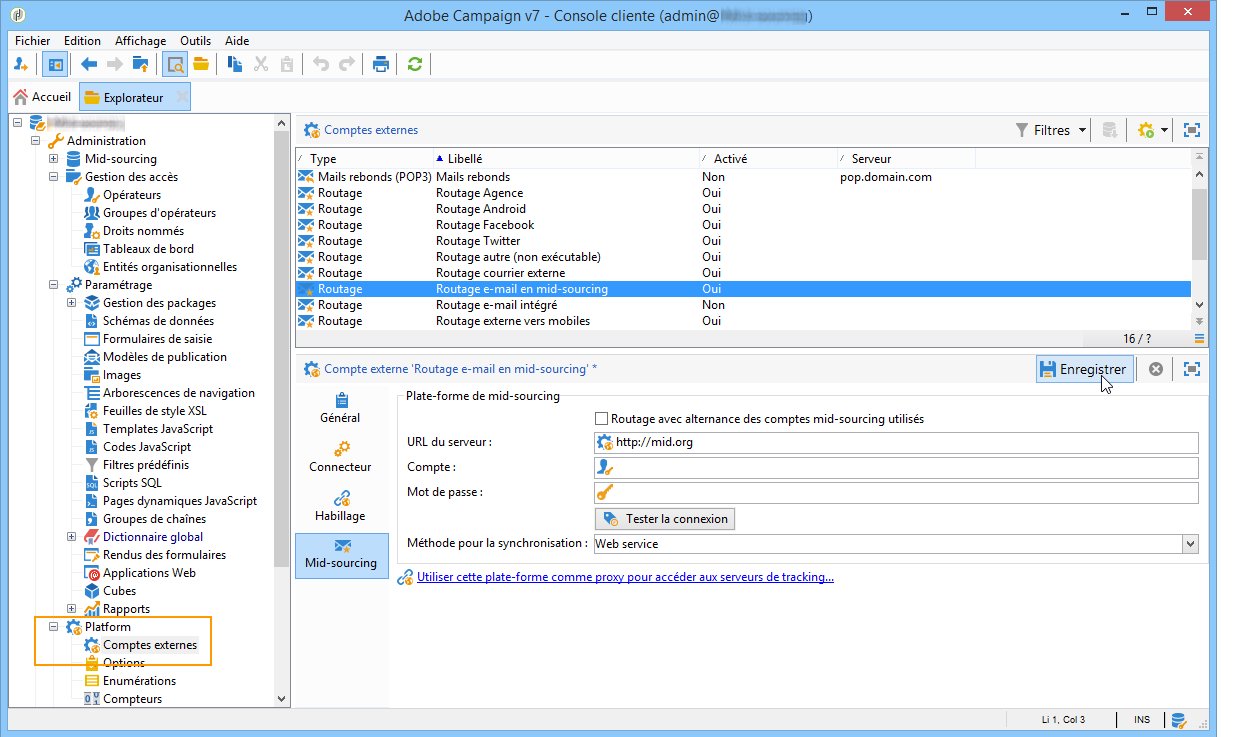 Adobe Campaign v7 - Console cliente (admin@
Fichier Edition Affichage Outils Aide
Accueil Explorateur
Administration
Mid-sourcing
Gestion des accès
Opérateurs
Groupes d'opérateurs
Droits nommés
Tableaux de bord
Entités organisationnelles
Paramétrage
Gestion des packages
Schémas de données
Formulaires de saisie
Modèles de publication
Images
Arborescences de navigation
Feuilles de style XSL
Templates JavaScript
Codes JavaScript
Filtres prédéfinis
Scripts SQL
Pages dynamiques JavaScript
Groupes de chaînes
Dictionnaire global
Rendus des formulaires
Applications Web
Cubes
Rapports
Platform
Comptes externes
Options
Enumérations
Compteurs
Comptes externes Filtres
Type Libellé Activé Serveur
Mails rebonds (POP3) Mails rebonds Non pop.domain.com
Routage Routage Agence Oui
Routage Routage Android Oui
Routage Routage Facebook Oui
Routage Routage Twitter Oui
Routage Routage autre (non exécutable) Oui
Routage Routage courrier externe Oui
Routage Routage e-mail en mid-sourcing Oui
Routage Routage e-mail intégré Non
Routage Routage externe vers mobiles Oui
16 / ?
Compte externe 'Routage e-mail en mid-sourcing' * Enregistrer
Général
Connecteur
Habillage
Mid-sourcing
Plate-forme de mid-sourcing
Routage avec alternance des comptes mid-sourcing utilisés
URL du serveur : http://mid.org
Compte :
Mot de passe :
Tester la connexion
Méthode pour la synchronisation : Web service
Utiliser cette plate-forme comme proxy pour accéder aux serveurs de tracking...
Li 1, Col 3 INS